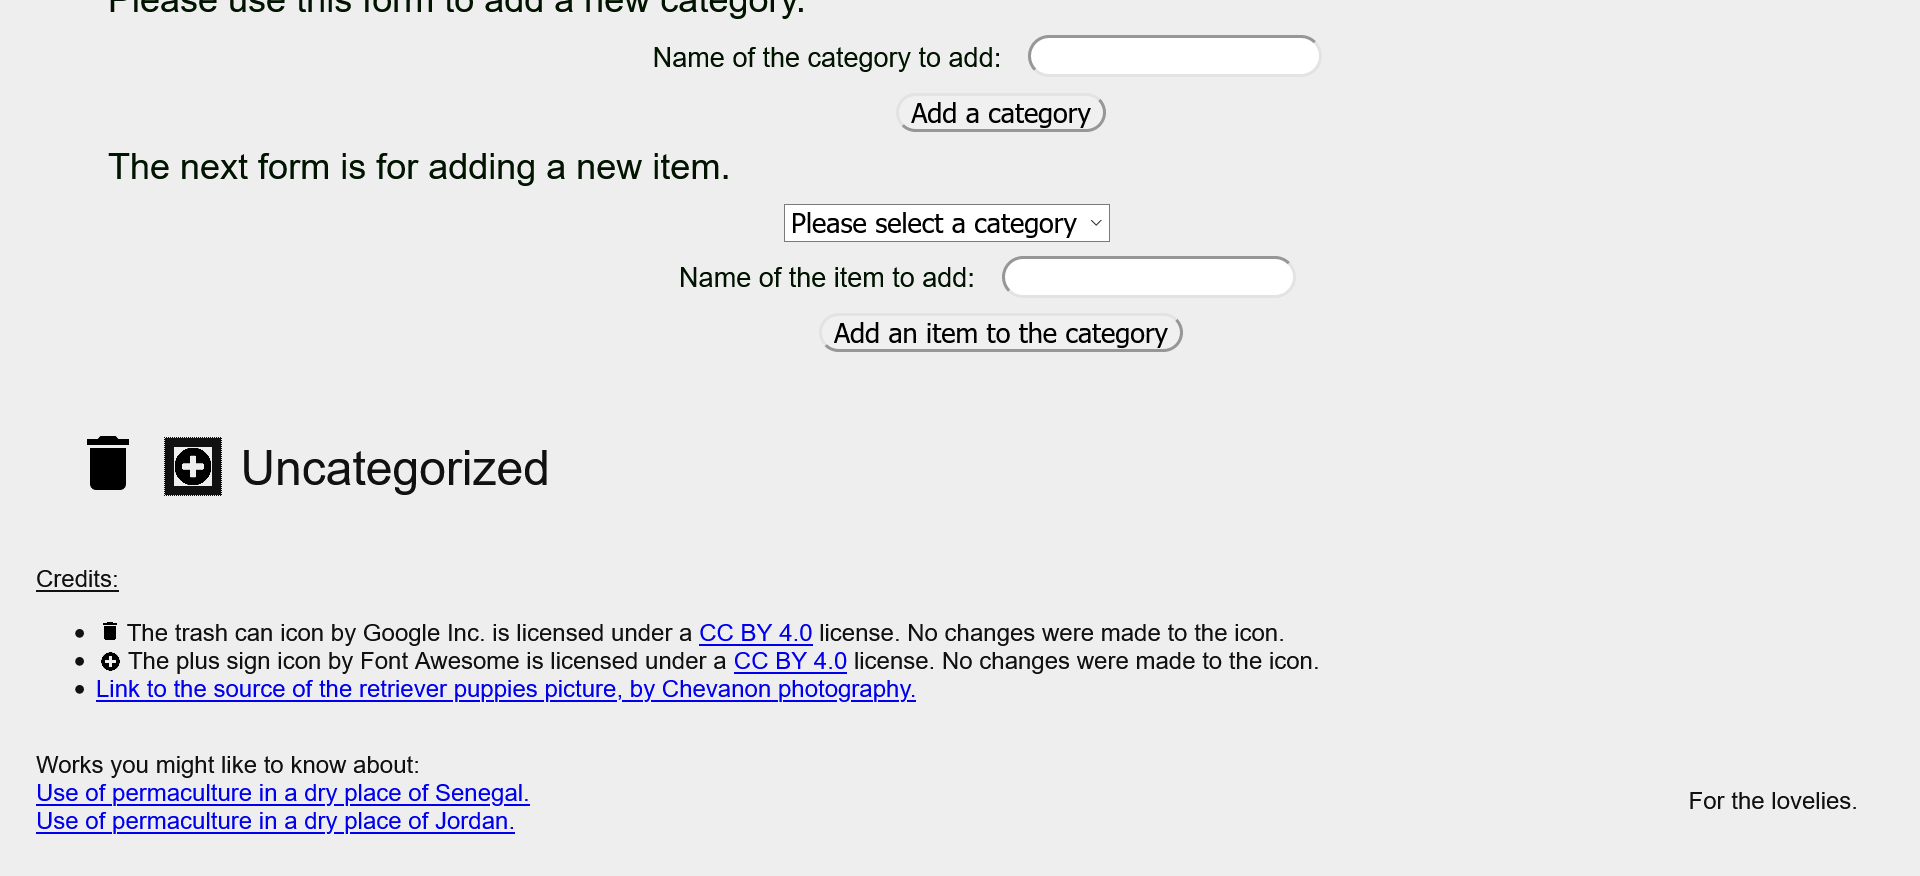 Please use this form to add a new category.
Name of the category to add:
Add a category
The next form is for adding a new item.
Please select a category
Name of the item to add:
Add an item to the category
Uncategorized
Credits:
The trash can icon by Google Inc. is licensed under a CC BY 4.0 license. No changes were made to the icon.
The plus sign icon by Font Awesome is licensed under a CC BY 4.0 license. No changes were made to the icon.
Link to the source of the retriever puppies picture, by Chevanon photography.
Works you might like to know about:
Use of permaculture in a dry place of Senegal.
Use of permaculture in a dry place of Jordan.
For the lovelies.